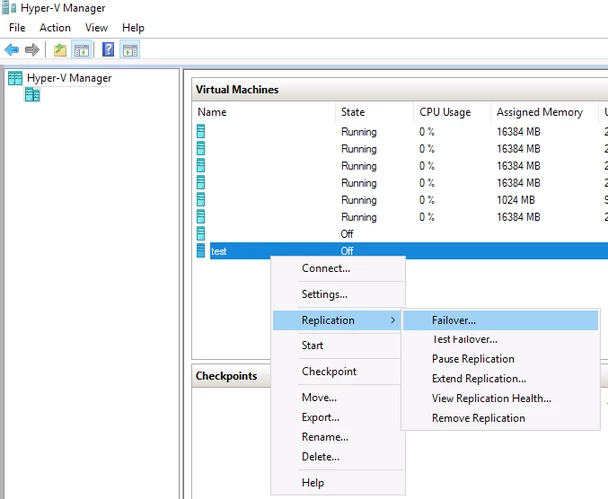 Hyper-V Manager
File Action View Help
Hyper-V Manager
Virtual Machines
Name State CPU Usage Assigned Memory U
Running 0 % 16384 MB 2
Running 0 % 16384 MB 2
Running 0 % 16384 MB 2
Running 0 % 16384 MB 2
Running 0 % 1024 MB 9
Running 0 % 16384 MB 2
Off
test Off
Connect...
Settings...
Replication
Start
Checkpoint
Move...
Export...
Rename...
Delete...
Help
Failover...
Test Failover...
Pause Replication
Extend Replication...
View Replication Health...
Remove Replication
Checkpoints